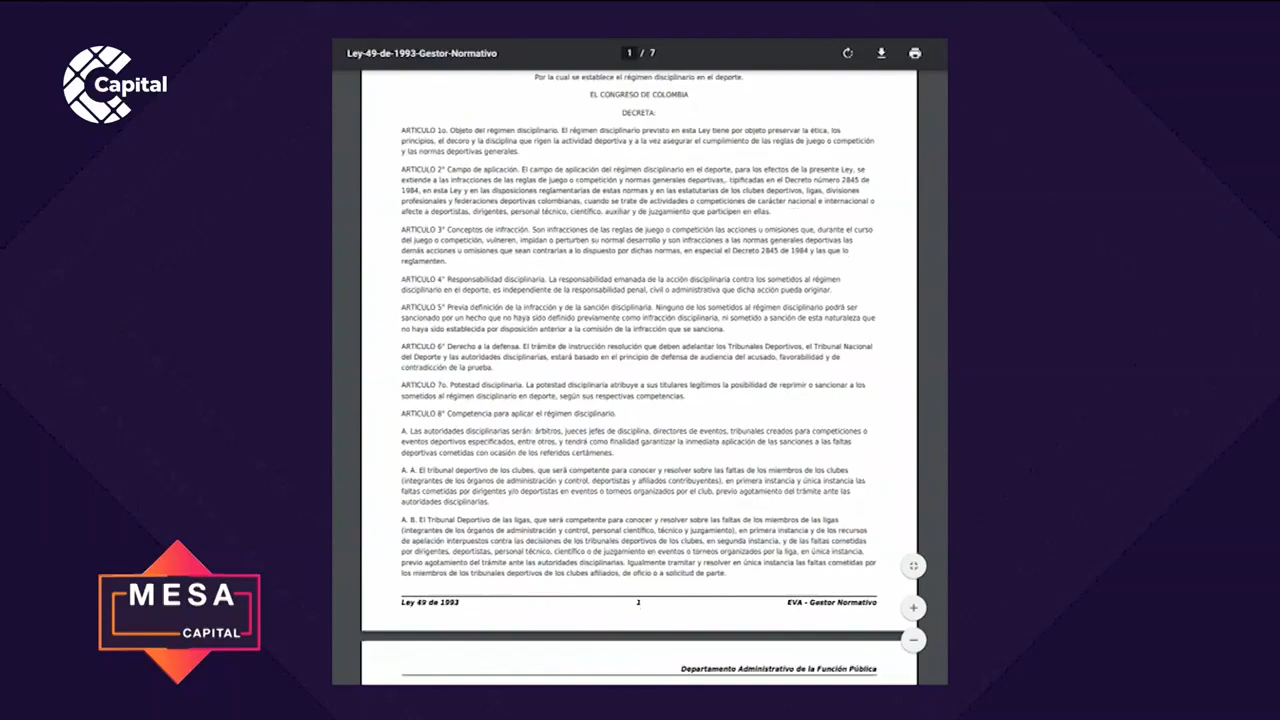 Capital
Ley-49-de-1993-Gestor-Normativo
1 / 7
Por la cual se establece el régimen disciplinario en el deporte.
EL CONGRESO DE COLOMBIA
DECRETA:
ARTICULO 1o. Objeto del régimen disciplinario. El régimen disciplinario previsto en esta Ley tiene por objeto preservar la ética, los
principios, el decoro y la disciplina que rigen la actividad deportiva y a la vez asegurar el cumplimiento de las reglas de juego o competición
y las normas deportivas generales.
ARTICULO 2° Campo de aplicación. El campo de aplicación del régimen disciplinario en el deporte, para los efectos de la presente Ley, se
extiende a las infracciones de las reglas de juego o competición y normas generales deportivas,. tipificadas en el Decreto número 2845 de
1984, en esta Ley y en las disposiciones reglamentarias de estas normas y en las estatutarias de los clubes deportivos, ligas, divisiones
profesionales y federaciones deportivas colombianas, cuando se trate de actividades o competiciones de carácter nacional e internacional o
afecte a deportistas, dirigentes, personal técnico, científico, auxiliar y de juzgamiento que participen en ellas.
ARTICULO 3° Conceptos de infracción. Son infracciones de las reglas de juego o competición las acciones u omisiones que, durante el curso
del juego o competición, vulneren, impidan o perturben su normal desarrollo y son infracciones a las normas generales deportivas las
demás acciones u omisiones que sean contrarias a lo dispuesto por dichas normas, en especial el Decreto 2845 de 1984 y las que lo
reglamenten.
ARTICULO 4° Responsabilidad disciplinaria. La responsabilidad emanada de la acción disciplinaria contra los sometidos al régimen
disciplinario en el deporte, es independiente de la responsabilidad penal, civil o administrativa que dicha acción pueda originar.
ARTICULO 5° Previa definición de la infracción y de la sanción disciplinaria. Ninguno de los sometidos al régimen disciplinario podrá ser
sancionado por un hecho que no haya sido definido previamente como infracción disciplinaria, ni sometido a sanción de esta naturaleza que
no haya sido establecida por disposición anterior a la comisión de la infracción que se sanciona.
ARTICULO 6° Derecho a la defensa. El trámite de instrucción resolución que deben adelantar los Tribunales Deportivos, el Tribunal Nacional
del Deporte y las autoridades disciplinarias, estará basado en el principio de defensa de audiencia del acusado, favorabilidad y de
contradicción de la prueba.
ARTICULO 7o. Potestad disciplinaria. La potestad disciplinaria atribuye a sus titulares legítimos la posibilidad de reprimir o sancionar a los
sometidos al régimen disciplinario en deporte, según sus respectivas competencias.
ARTICULO 8° Competencia para aplicar el régimen disciplinario.
A. Las autoridades disciplinarias serán: árbitros, jueces jefes de disciplina, directores de eventos, tribunales creados para competiciones o
eventos deportivos especificados, entre otros, y tendrá como finalidad garantizar la inmediata aplicación de las sanciones a las faltas
deportivas cometidas con ocasión de los referidos certámenes.
A. A. El tribunal deportivo de los clubes, que será competente para conocer y resolver sobre las faltas de los miembros de los clubes
(integrantes de los órganos de administración y control, deportistas y afiliados contribuyentes), en primera instancia y única instancia las
faltas cometidas por dirigentes y/o deportistas en eventos o torneos organizados por el club, previo agotamiento del trámite ante las
autoridades disciplinarias.
A. B. El Tribunal Deportivo de las ligas, que será competente para conocer y resolver sobre las faltas de los miembros de las ligas
(integrantes de los órganos de administración y control, personal científico, técnico y juzgamiento), en primera instancia y de los recursos
de apelación interpuestos contra las decisiones de los tribunales deportivos de los clubes, en segunda instancia, y de las faltas cometidas
por dirigentes, deportistas, personal técnico, científico o de juzgamiento en eventos o torneos organizados por la liga, en única instancia,
previo agotamiento del trámite ante las autoridades disciplinarias. Igualmente tramitar y resolver en única instancia las faltas cometidas por
los miembros de los tribunales deportivos de los clubes afiliados, de oficio o a solicitud de parte.
Ley 49 de 1993
1
EVA - Gestor Normativo
Departamento Administrativo de la Función Pública
MESA
CAPITAL